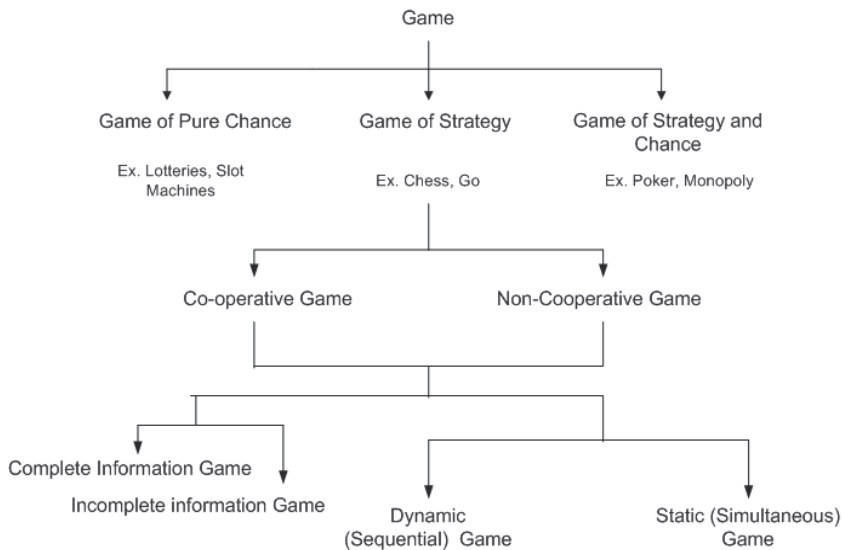 Game
Game of Pure Chance
Game of Strategy
Game of Strategy and
Chance
Ex. Lotteries, Slot
Machines
Ex. Chess, Go
Ex. Poker, Monopoly
Co-operative Game
Non-Cooperative Game
Complete Information Game
Incomplete information Game
Dynamic
(Sequential) Game
Static (Simultaneous)
Game